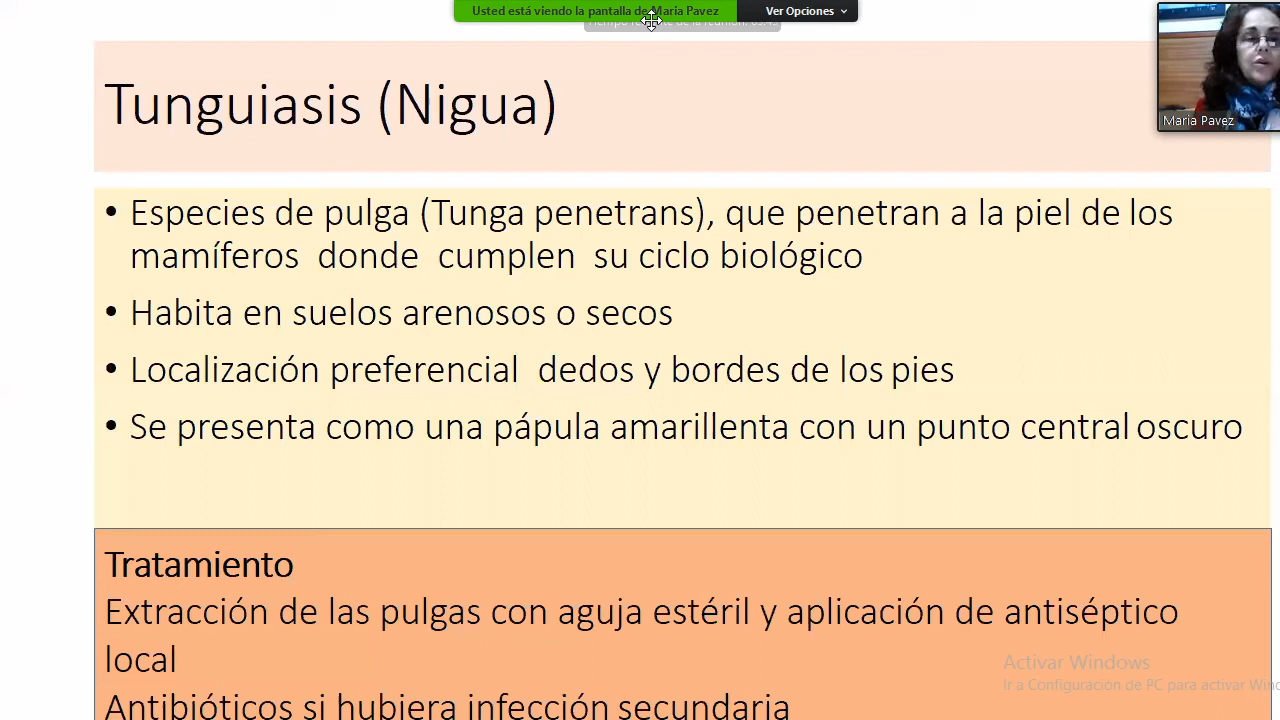 Usted está viendo la pantalla de Maria Pavez
Ver Opciones
Maria Pavez
Tunguiasis (Nigua)
• Especies de pulga (Tunga penetrans), que penetran a la piel de los
mamíferos donde cumplen su ciclo biológico
• Habita en suelos arenosos o secos
• Localización preferencial dedos y bordes de los pies
• Se presenta como una pápula amarillenta con un punto central oscuro
Tratamiento
Extracción de las pulgas con aguja estéril y aplicación de antiséptico
local
Antibióticos si hubiera infección secundaria
Activar Windows
Ir a Configuración de PC para activar Win